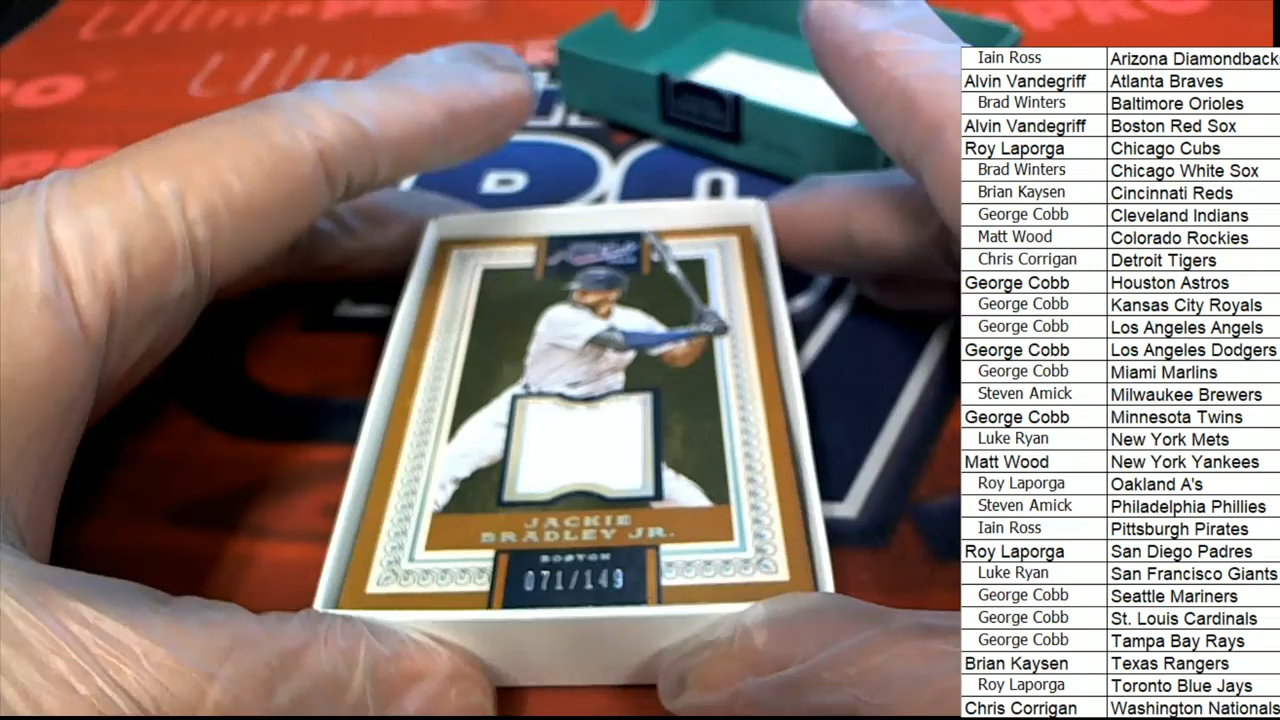 Ultra PRO
JACKIE
BRADLEY JR.
BOSTON
071/149
Iain Ross Arizona Diamondback
Alvin Vandegriff Atlanta Braves
Brad Winters Baltimore Orioles
Alvin Vandegriff Boston Red Sox
Roy Laporga Chicago Cubs
Brad Winters Chicago White Sox
Brian Kaysen Cincinnati Reds
George Cobb Cleveland Indians
Matt Wood Colorado Rockies
Chris Corrigan Detroit Tigers
George Cobb Houston Astros
George Cobb Kansas City Royals
George Cobb Los Angeles Angels
George Cobb Los Angeles Dodgers
George Cobb Miami Marlins
Steven Amick Milwaukee Brewers
George Cobb Minnesota Twins
Luke Ryan New York Mets
Matt Wood New York Yankees
Roy Laporga Oakland A's
Steven Amick Philadelphia Phillies
Iain Ross Pittsburgh Pirates
Roy Laporga San Diego Padres
Luke Ryan San Francisco Giants
George Cobb Seattle Mariners
George Cobb St. Louis Cardinals
George Cobb Tampa Bay Rays
Brian Kaysen Texas Rangers
Roy Laporga Toronto Blue Jays
Chris Corrigan Washington Nationals